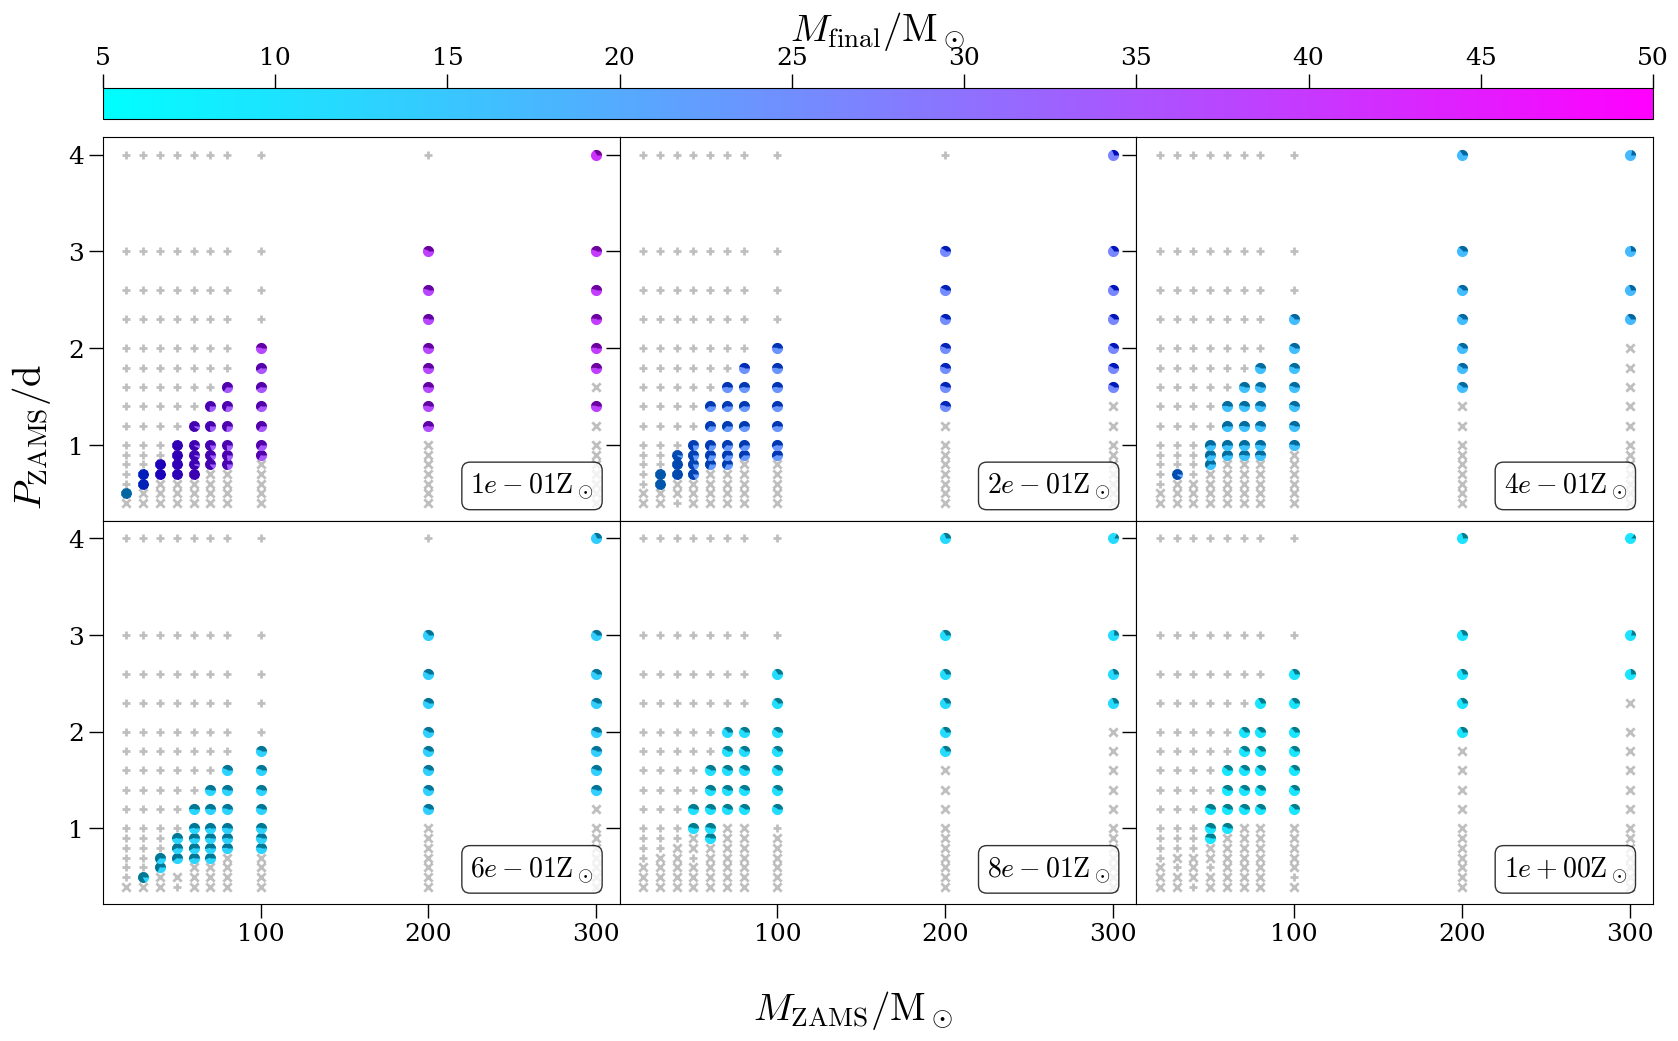 M_final/M_⊙
5 10 15 20 25 30 35 40 45 50
P_ZAMS/d
4
3
2
1
1e − 01Z_⊙ 2e − 01Z_⊙ 4e − 01Z_⊙
4
3
2
1
6e − 01Z_⊙ 8e − 01Z_⊙ 1e + 00Z_⊙
100 200 300 100 200 300 100 200 300
M_ZAMS/M_⊙